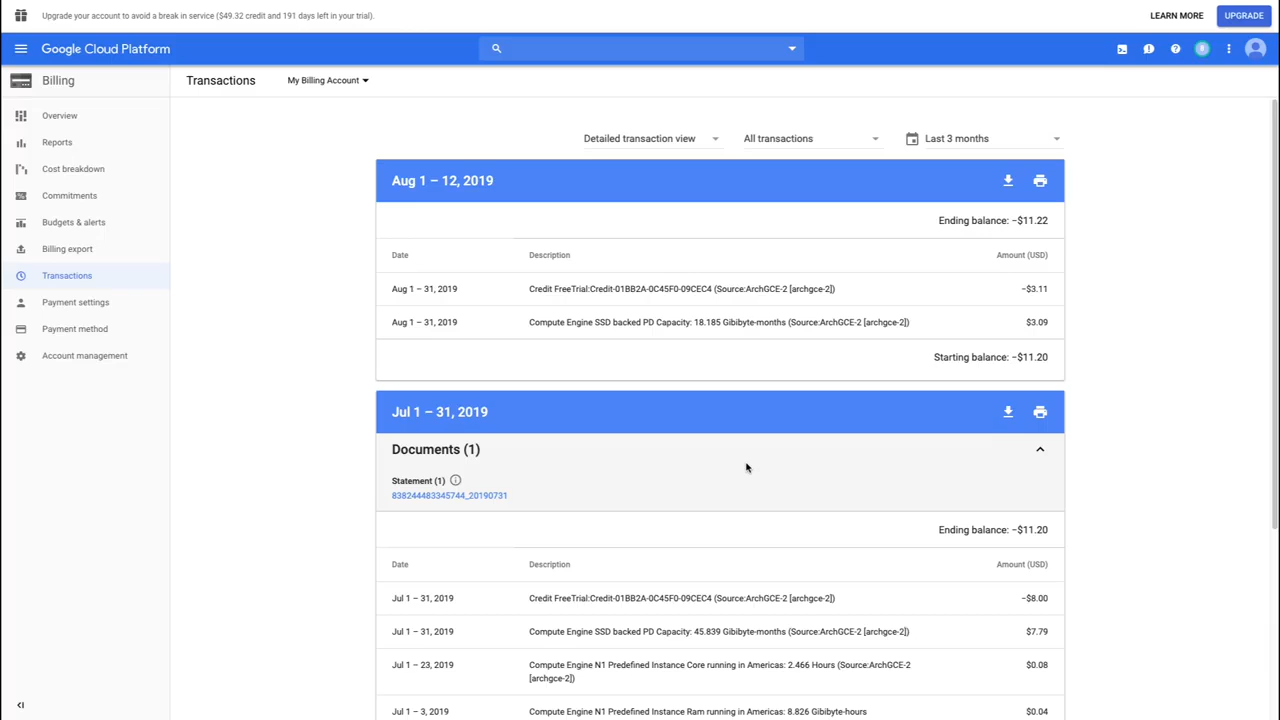 Upgrade your account to avoid a break in service ($49.32 credit and 191 days left in your trial).
LEARN MORE
UPGRADE
Google Cloud Platform
Billing
Transactions
My Billing Account
Overview
Reports
Cost breakdown
Commitments
Budgets & alerts
Billing export
Transactions
Payment settings
Payment method
Account management
Detailed transaction view
All transactions
Last 3 months
Aug 1 – 12, 2019
Ending balance: −$11.22
Date Description Amount (USD)
Aug 1 – 31, 2019 Credit FreeTrial:Credit-01BB2A-0C45F0-09CEC4 (Source:ArchGCE-2 [archgce-2]) −$3.11
Aug 1 – 31, 2019 Compute Engine SSD backed PD Capacity: 18.185 Gibibyte-months (Source:ArchGCE-2 [archgce-2]) $3.09
Starting balance: −$11.20
Jul 1 – 31, 2019
Documents (1)
Statement (1)
838244483345744_20190731
Ending balance: −$11.20
Date Description Amount (USD)
Jul 1 – 31, 2019 Credit FreeTrial:Credit-01BB2A-0C45F0-09CEC4 (Source:ArchGCE-2 [archgce-2]) −$8.00
Jul 1 – 31, 2019 Compute Engine SSD backed PD Capacity: 45.839 Gibibyte-months (Source:ArchGCE-2 [archgce-2]) $7.79
Jul 1 – 23, 2019 Compute Engine N1 Predefined Instance Core running in Americas: 2.466 Hours (Source:ArchGCE-2 $0.08
[archgce-2])
Jul 1 – 3, 2019 Compute Engine N1 Predefined Instance Ram running in Americas: 8.826 Gibibyte-hours $0.04